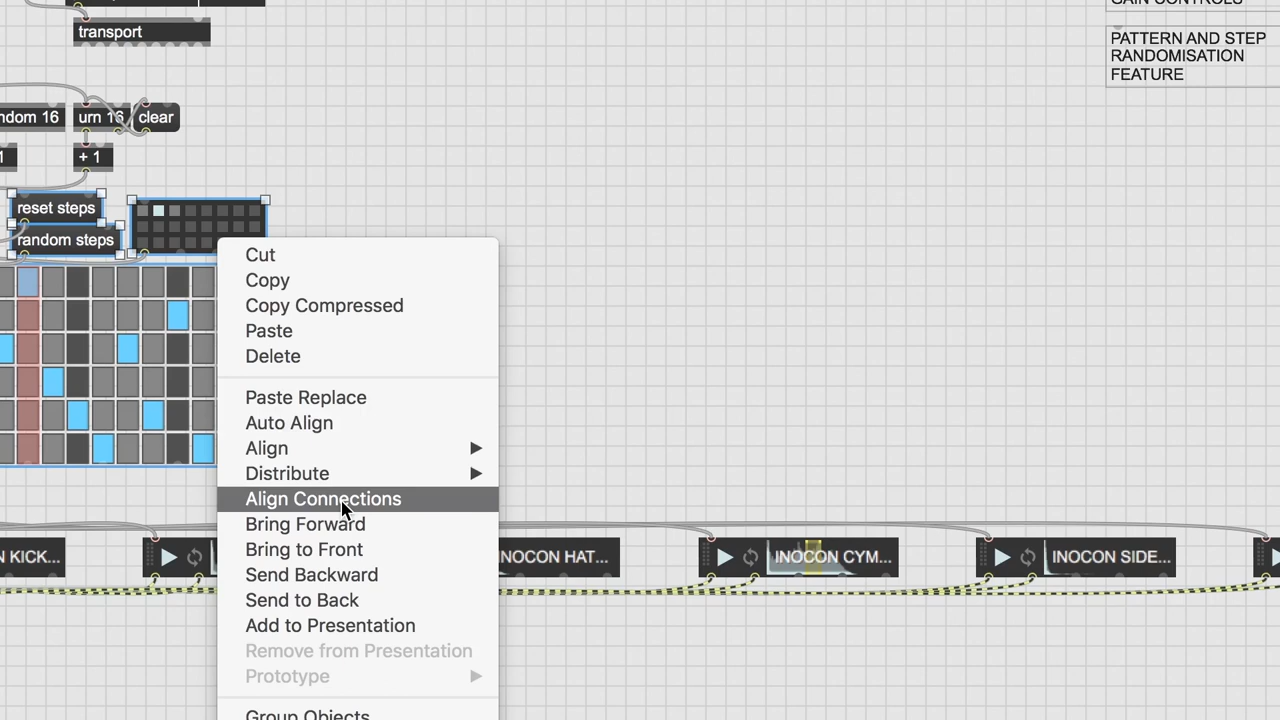 GAIN CONTROLS
transport
PATTERN AND STEP
RANDOMISATION
FEATURE
ndom 16
urn 16
clear
1
+ 1
reset steps
random steps
Cut
Copy
Copy Compressed
Paste
Delete
Paste Replace
Auto Align
Align
Distribute
Align Connections
Bring Forward
Bring to Front
Send Backward
Send to Back
Add to Presentation
Remove from Presentation
Prototype
Group Objects
N KICK...
NOCON HAT...
INOCON CYM...
INOCON SIDE...